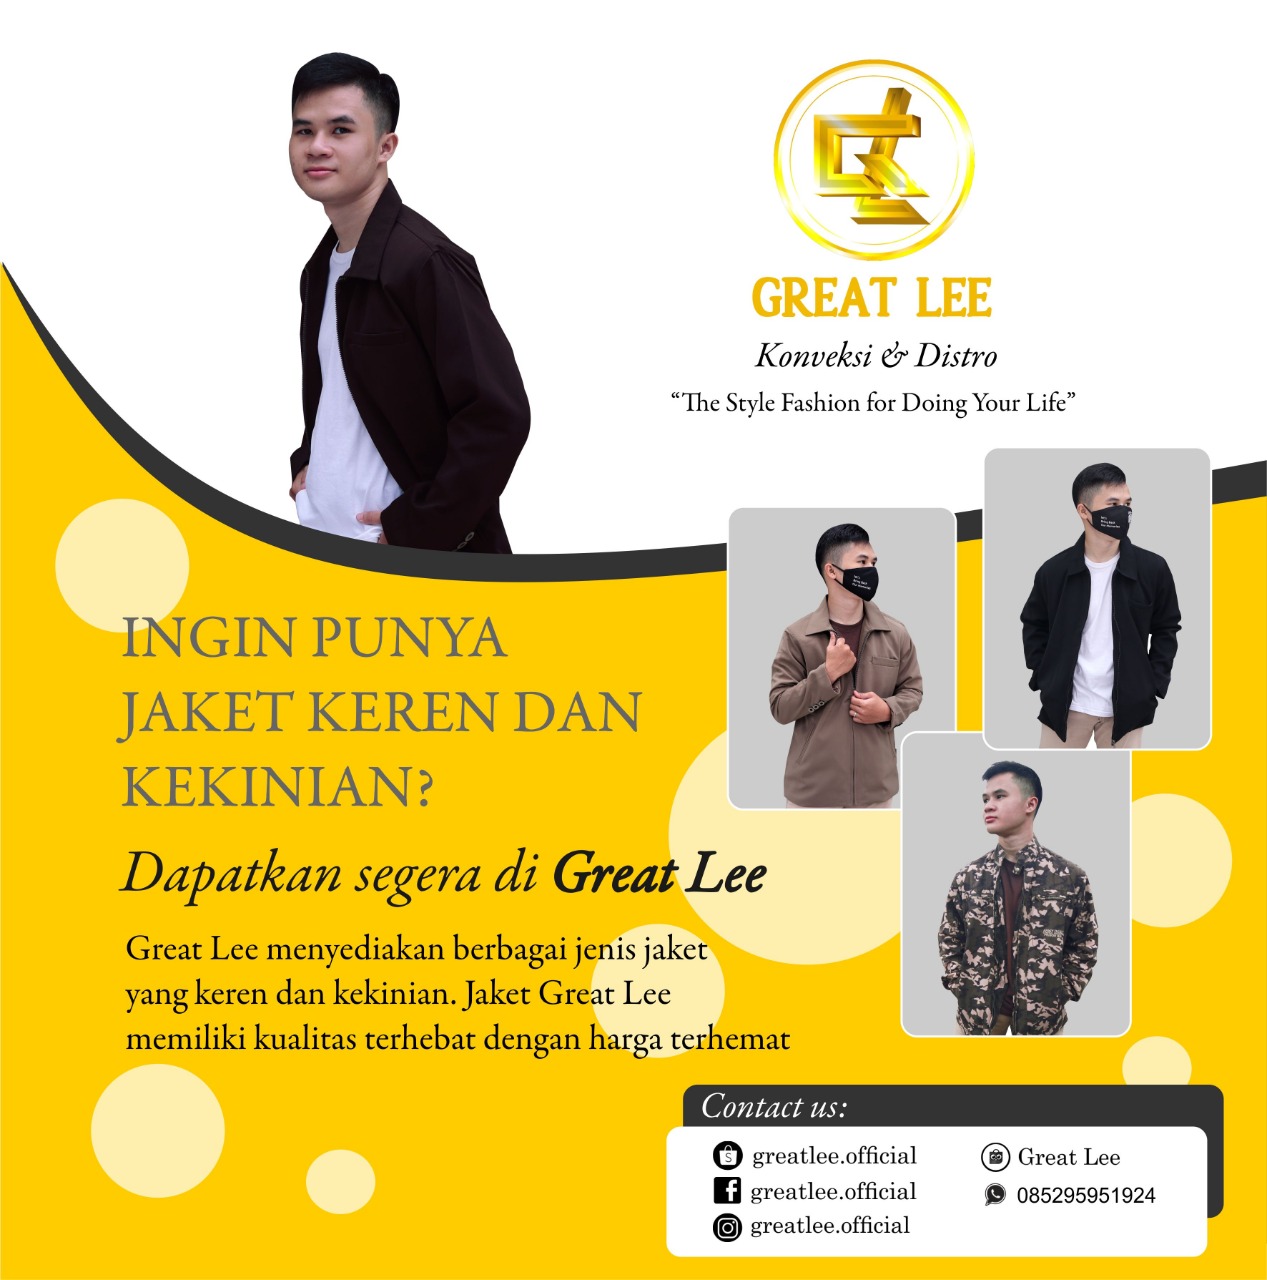 GREAT LEE
Konveksi & Distro
“The Style Fashion for Doing Your Life”
INGIN PUNYA
JAKET KEREN DAN
KEKINIAN?
Dapatkan segera di Great Lee
Great Lee menyediakan berbagai jenis jaket
yang keren dan kekinian. Jaket Great Lee
memiliki kualitas terhebat dengan harga terhemat
Contact us:
greatlee.official
greatlee.official
greatlee.official
Great Lee
085295951924